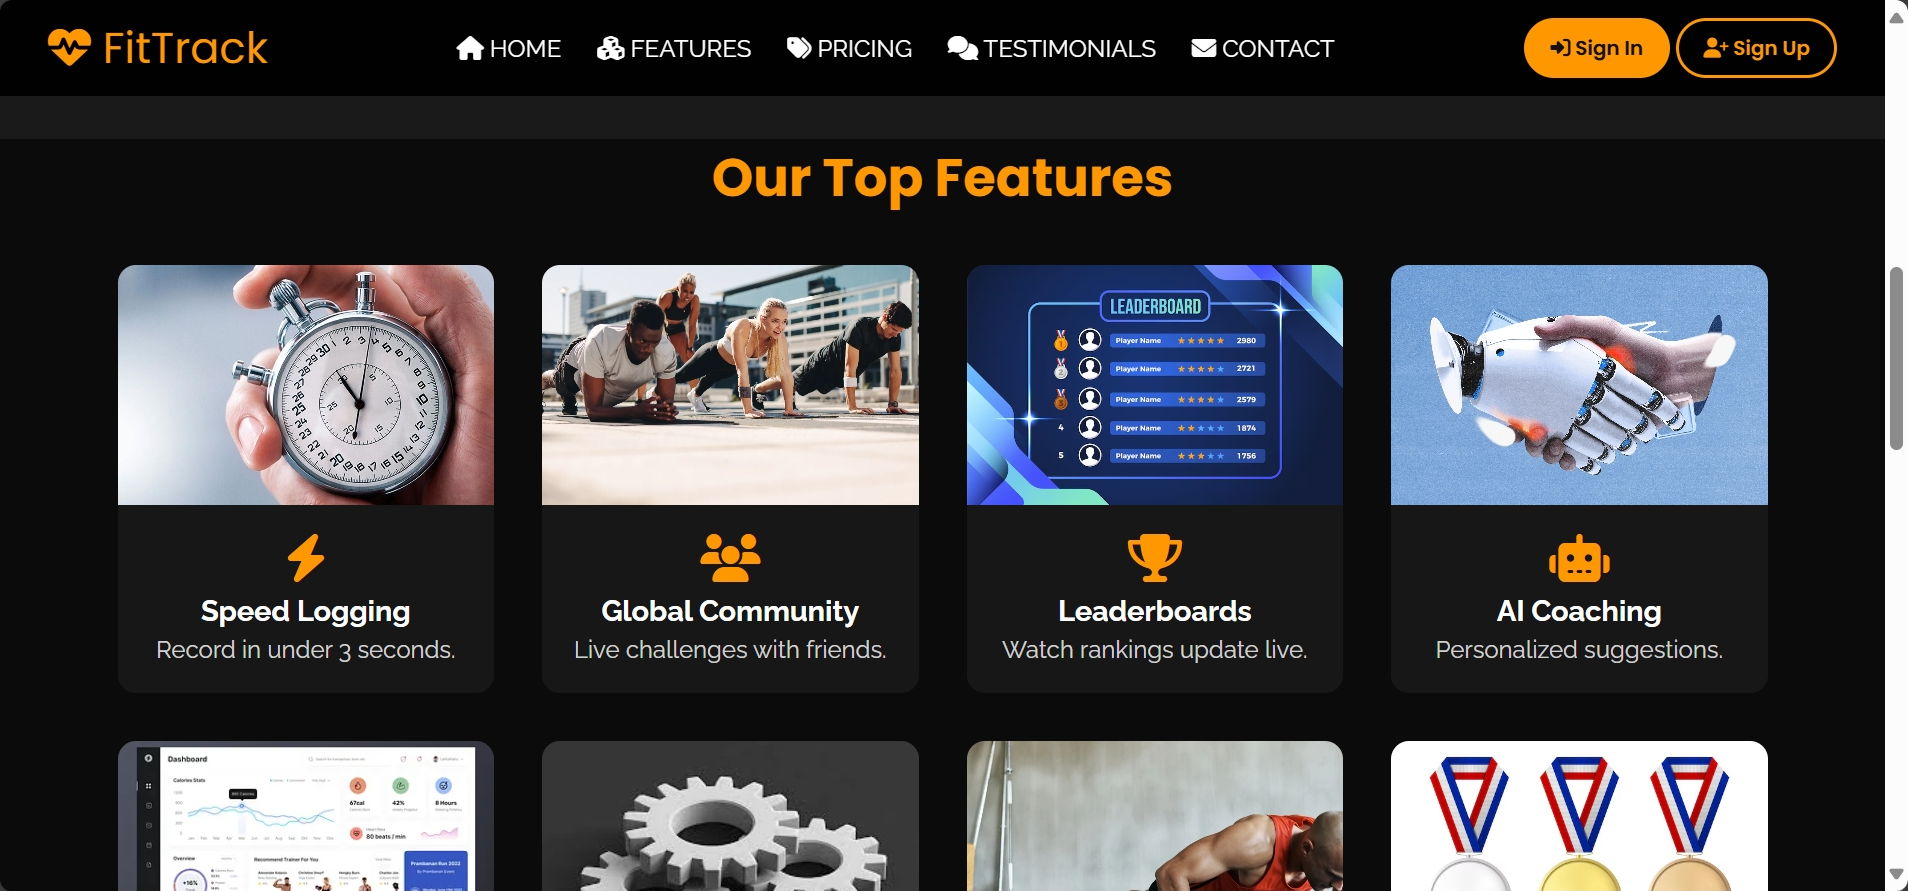 FitTrack
HOME
FEATURES
PRICING
TESTIMONIALS
CONTACT
Sign In
Sign Up
Our Top Features
LEADERBOARD
1
Player Name
2980
2
Player Name
2721
3
Player Name
2579
4
Player Name
1874
5
Player Name
1756
Speed Logging
Record in under 3 seconds.
Global Community
Live challenges with friends.
Leaderboards
Watch rankings update live.
AI Coaching
Personalized suggestions.
Dashboard
Calories Stats
67cal
42%
8 Hours
80 beats / min
Overview
Recommend Trainer For You
Prambanan Run 2022
+16%